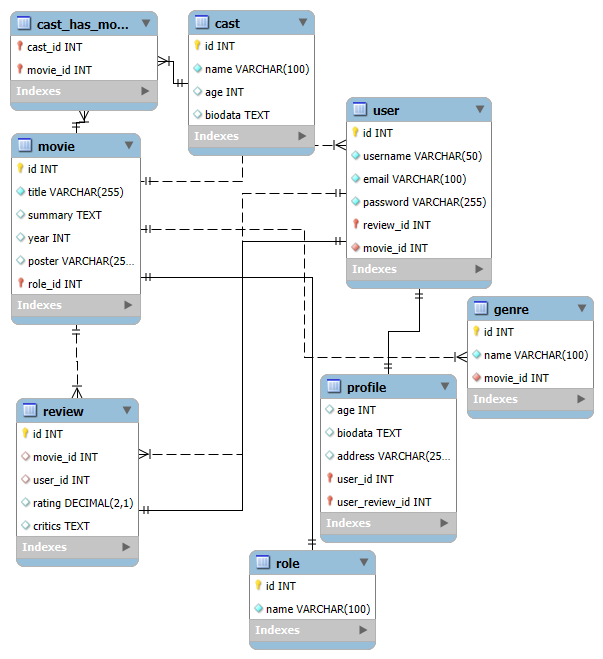 cast_has_mo...
cast_id INT
movie_id INT
Indexes
cast
id INT
name VARCHAR(100)
age INT
biodata TEXT
Indexes
movie
id INT
title VARCHAR(255)
summary TEXT
year INT
poster VARCHAR(25...
role_id INT
Indexes
user
id INT
username VARCHAR(50)
email VARCHAR(100)
password VARCHAR(255)
review_id INT
movie_id INT
Indexes
genre
id INT
name VARCHAR(100)
movie_id INT
Indexes
profile
age INT
biodata TEXT
address VARCHAR(25...
user_id INT
user_review_id INT
Indexes
review
id INT
movie_id INT
user_id INT
rating DECIMAL(2,1)
critics TEXT
Indexes
role
id INT
name VARCHAR(100)
Indexes